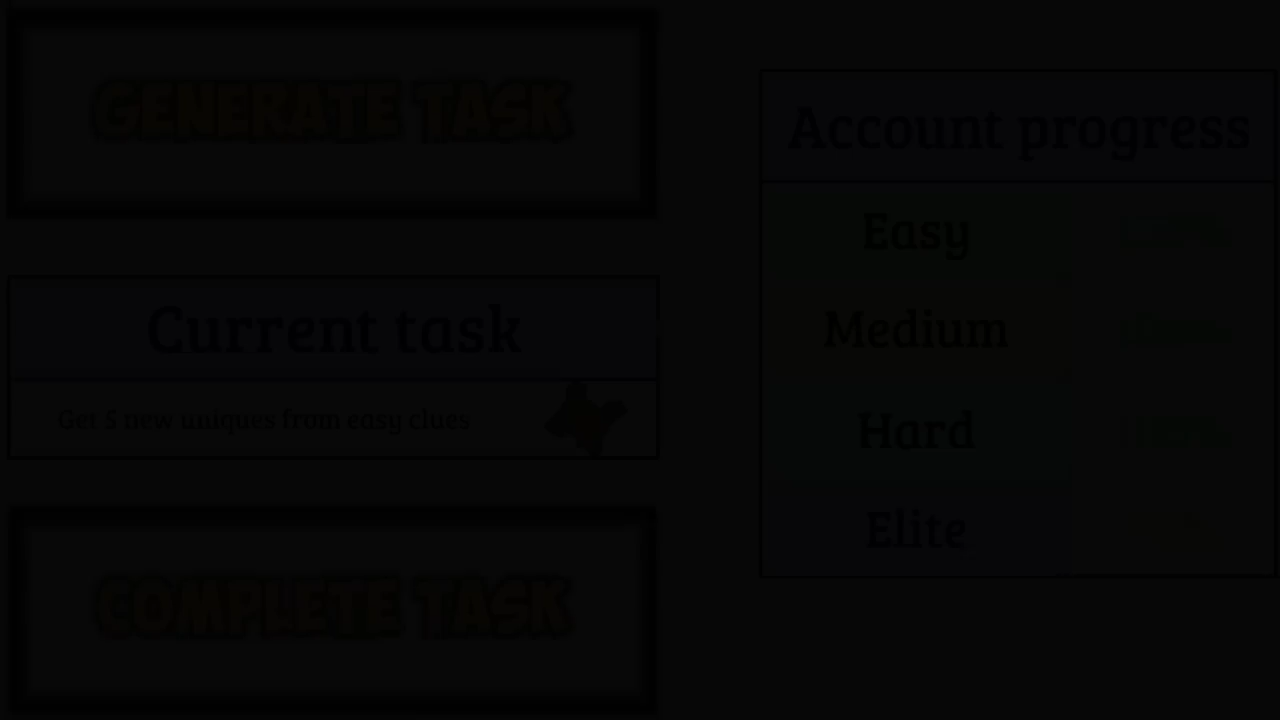 GENERATE TASK
Current task
Get 5 new uniques from easy clues
COMPLETE TASK
Account progress
Easy
Medium
Hard
Elite